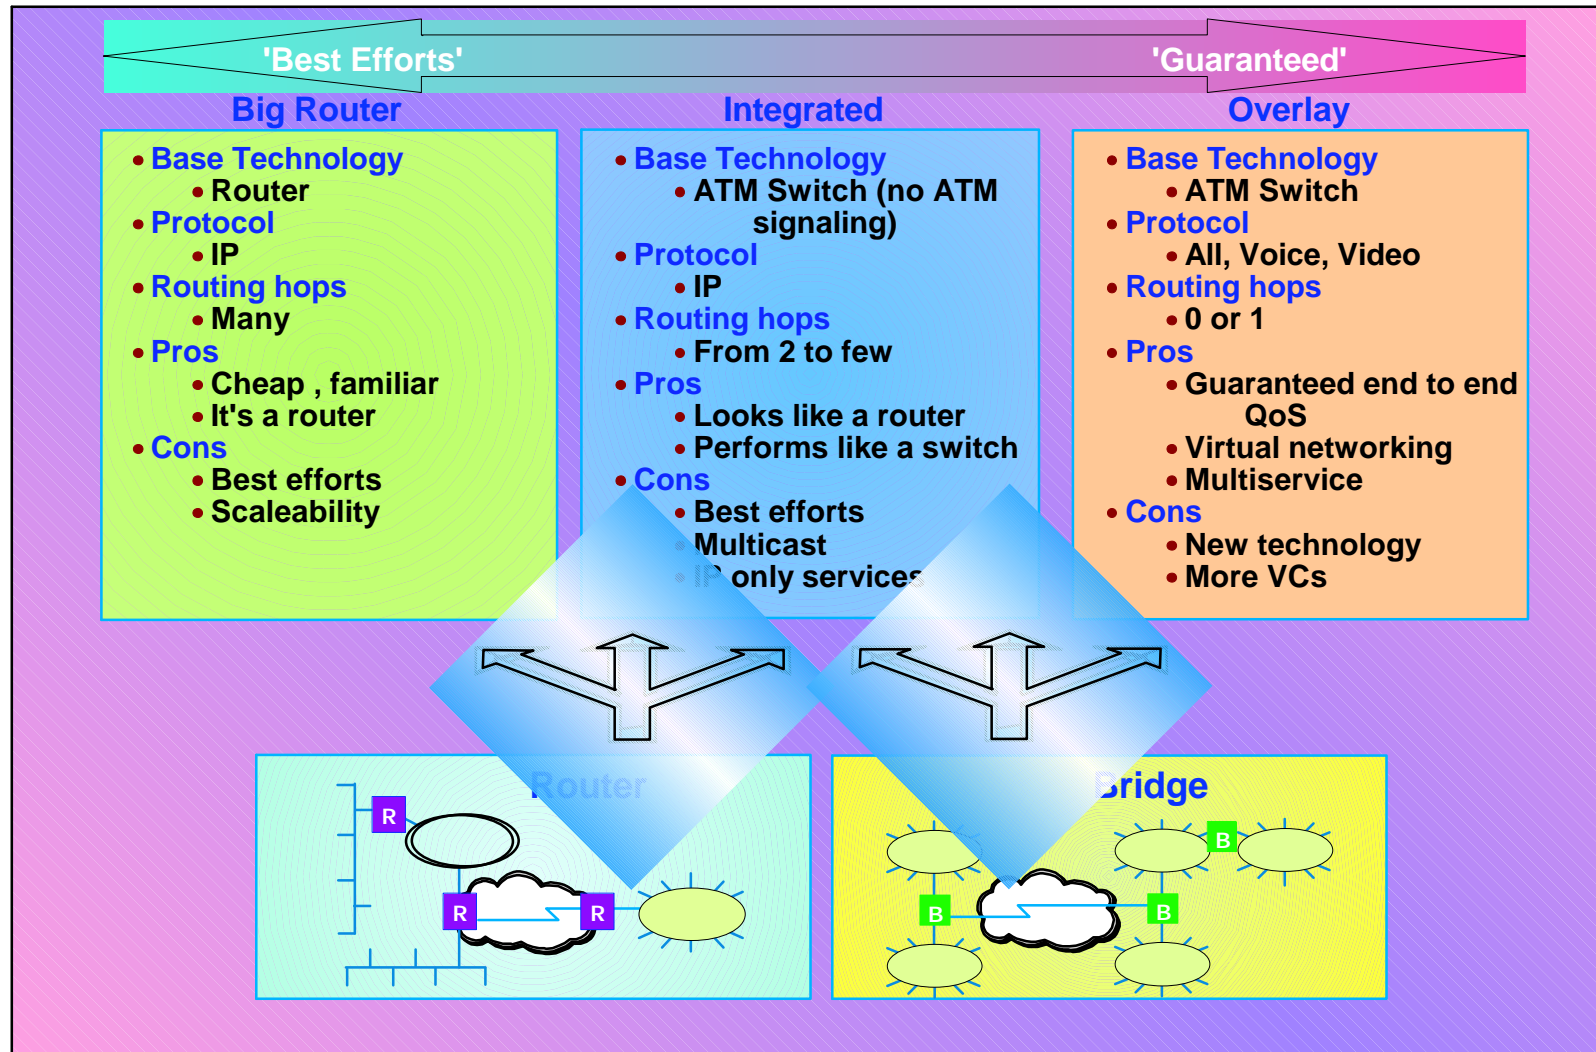 'Best Efforts' 'Guaranteed'
Big Router
• Base Technology
• Router
• Protocol
• IP
• Routing hops
• Many
• Pros
• Cheap , familiar
• It's a router
• Cons
• Best efforts
• Scaleability
Integrated
• Base Technology
• ATM Switch (no ATM
signaling)
• Protocol
• IP
• Routing hops
• From 2 to few
• Pros
• Looks like a router
• Performs like a switch
• Cons
• Best efforts
• Multicast
• IP only services
Overlay
• Base Technology
• ATM Switch
• Protocol
• All, Voice, Video
• Routing hops
• 0 or 1
• Pros
• Guaranteed end to end
QoS
• Virtual networking
• Multiservice
• Cons
• New technology
• More VCs
Router
R
R
R
Bridge
B
B
B